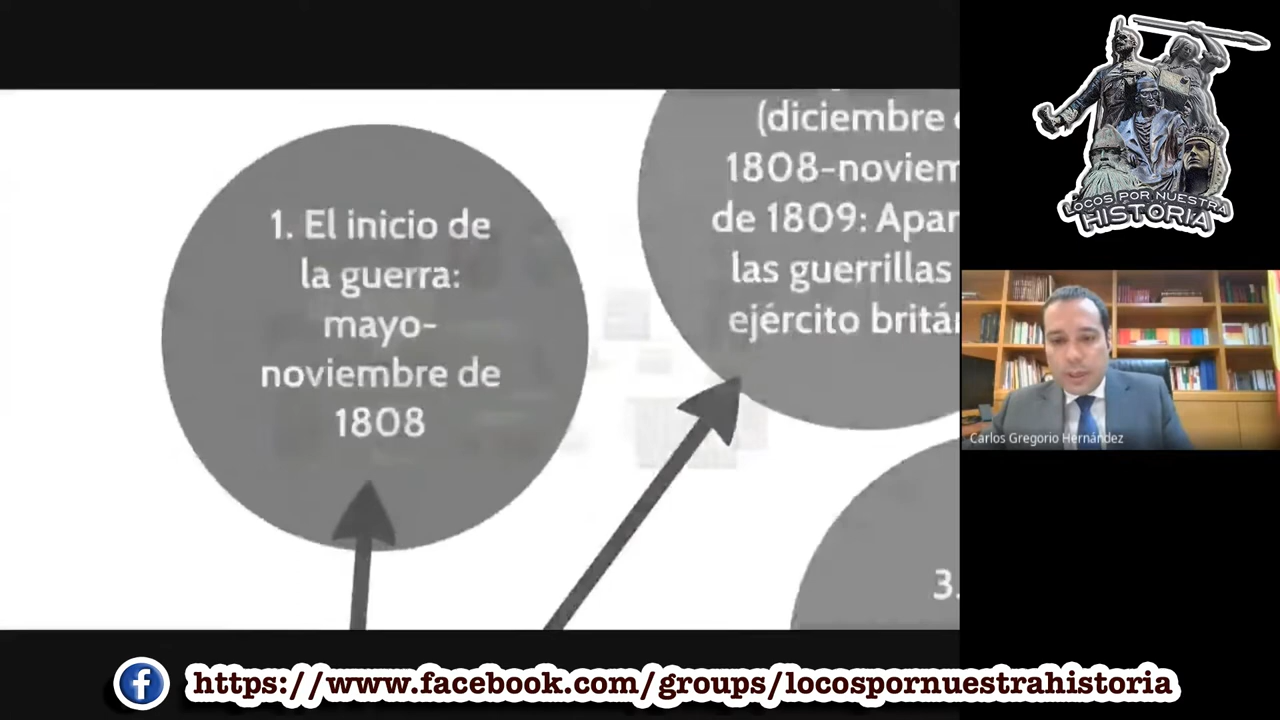 1. El inicio de
la guerra:
mayo-
noviembre de
1808
(diciembre
1808-noviem
de 1809: Apar
las guerrillas
ejército britán
3.
LOCOS POR NUESTRA
HISTORIA
Carlos Gregorio Hernández
https://www.facebook.com/groups/locospornuestrahistoria